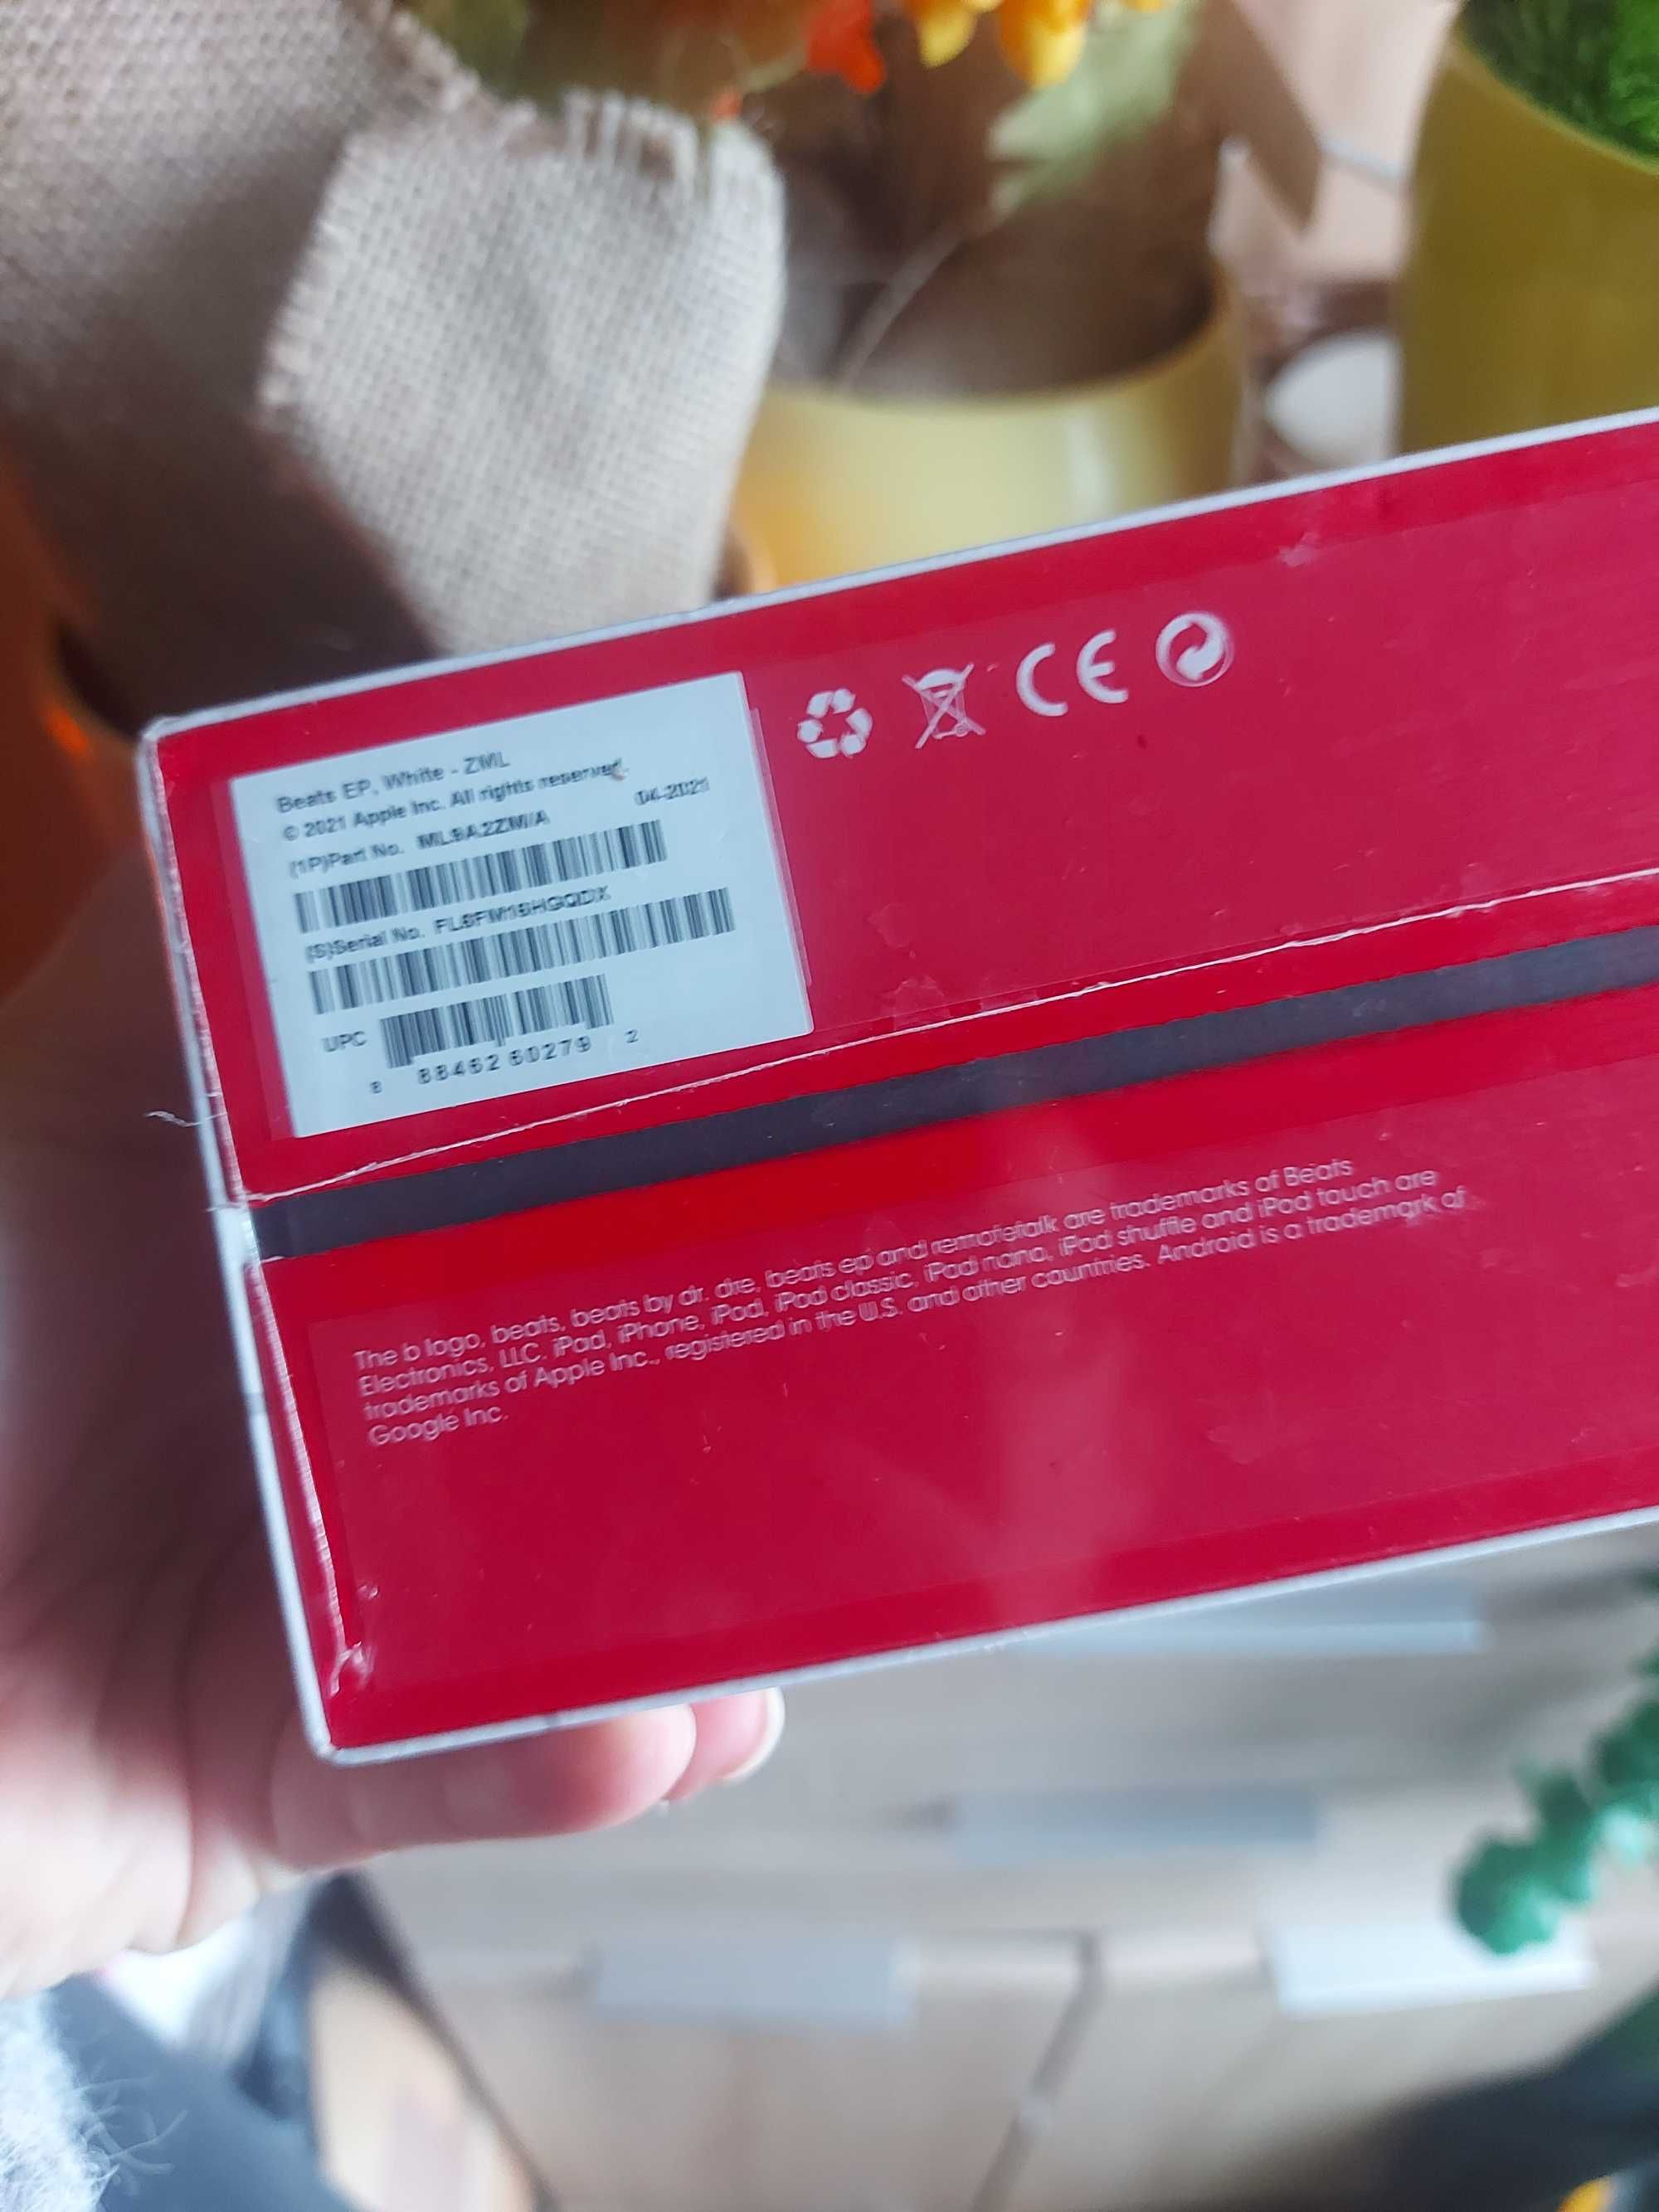 Beats EP, White - ZML
© 2021 Apple Inc. All rights reserved.
04-2021
(1P)Part No. ML9A2ZM/A
(S)Serial No. FL6FM16HGQDX
UPC
8 88462 60279 2
CE
The b logo, beats, beats by dr. dre, beats ep and remotetalk are trademarks of Beats
Electronics, LLC. iPad, iPhone, iPod, iPod classic, iPod nano, iPod shuffle and iPod touch are
trademarks of Apple Inc., registered in the U.S. and other countries. Android is a trademark of
Google Inc.